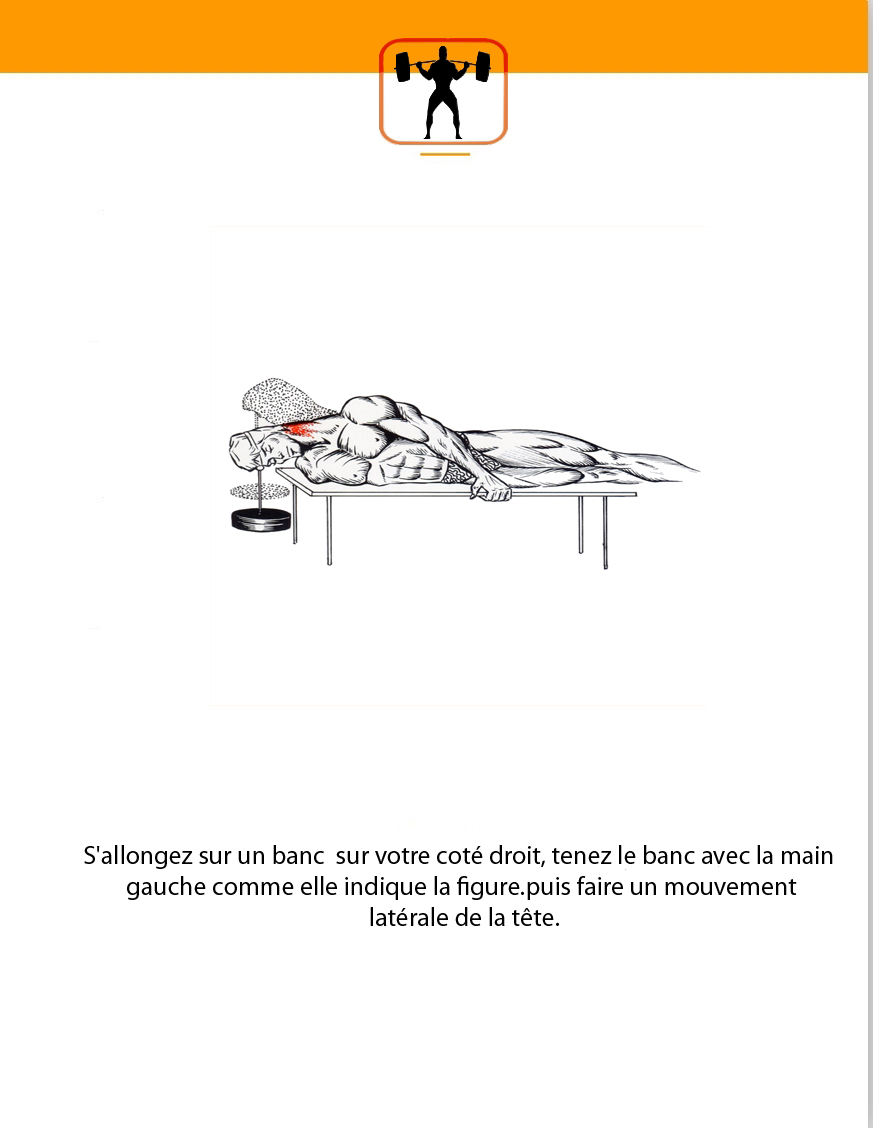 S'allongez sur un banc  sur votre coté droit, tenez le banc avec la main
gauche comme elle indique la figure.puis faire un mouvement
latérale de la tête.